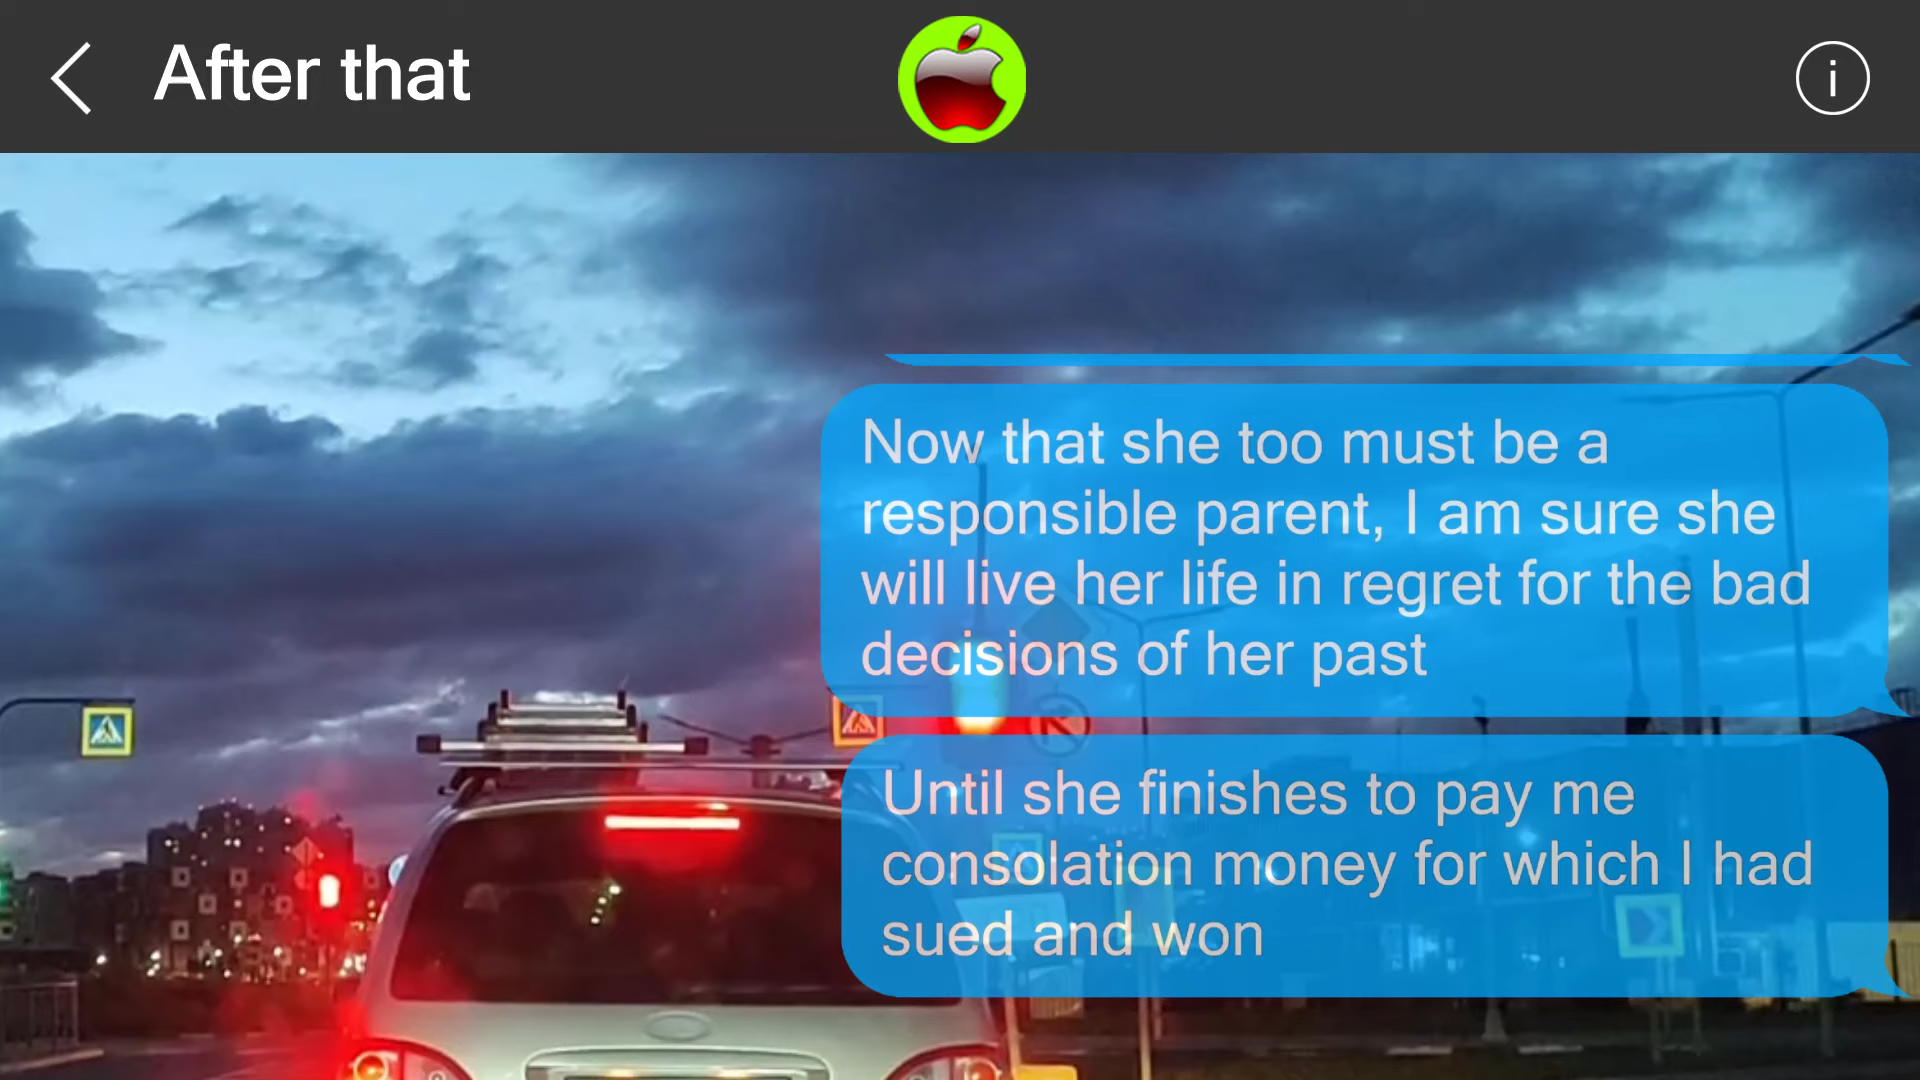 After that
Now that she too must be a
responsible parent, I am sure she
will live her life in regret for the bad
decisions of her past
Until she finishes to pay me
consolation money for which I had
sued and won